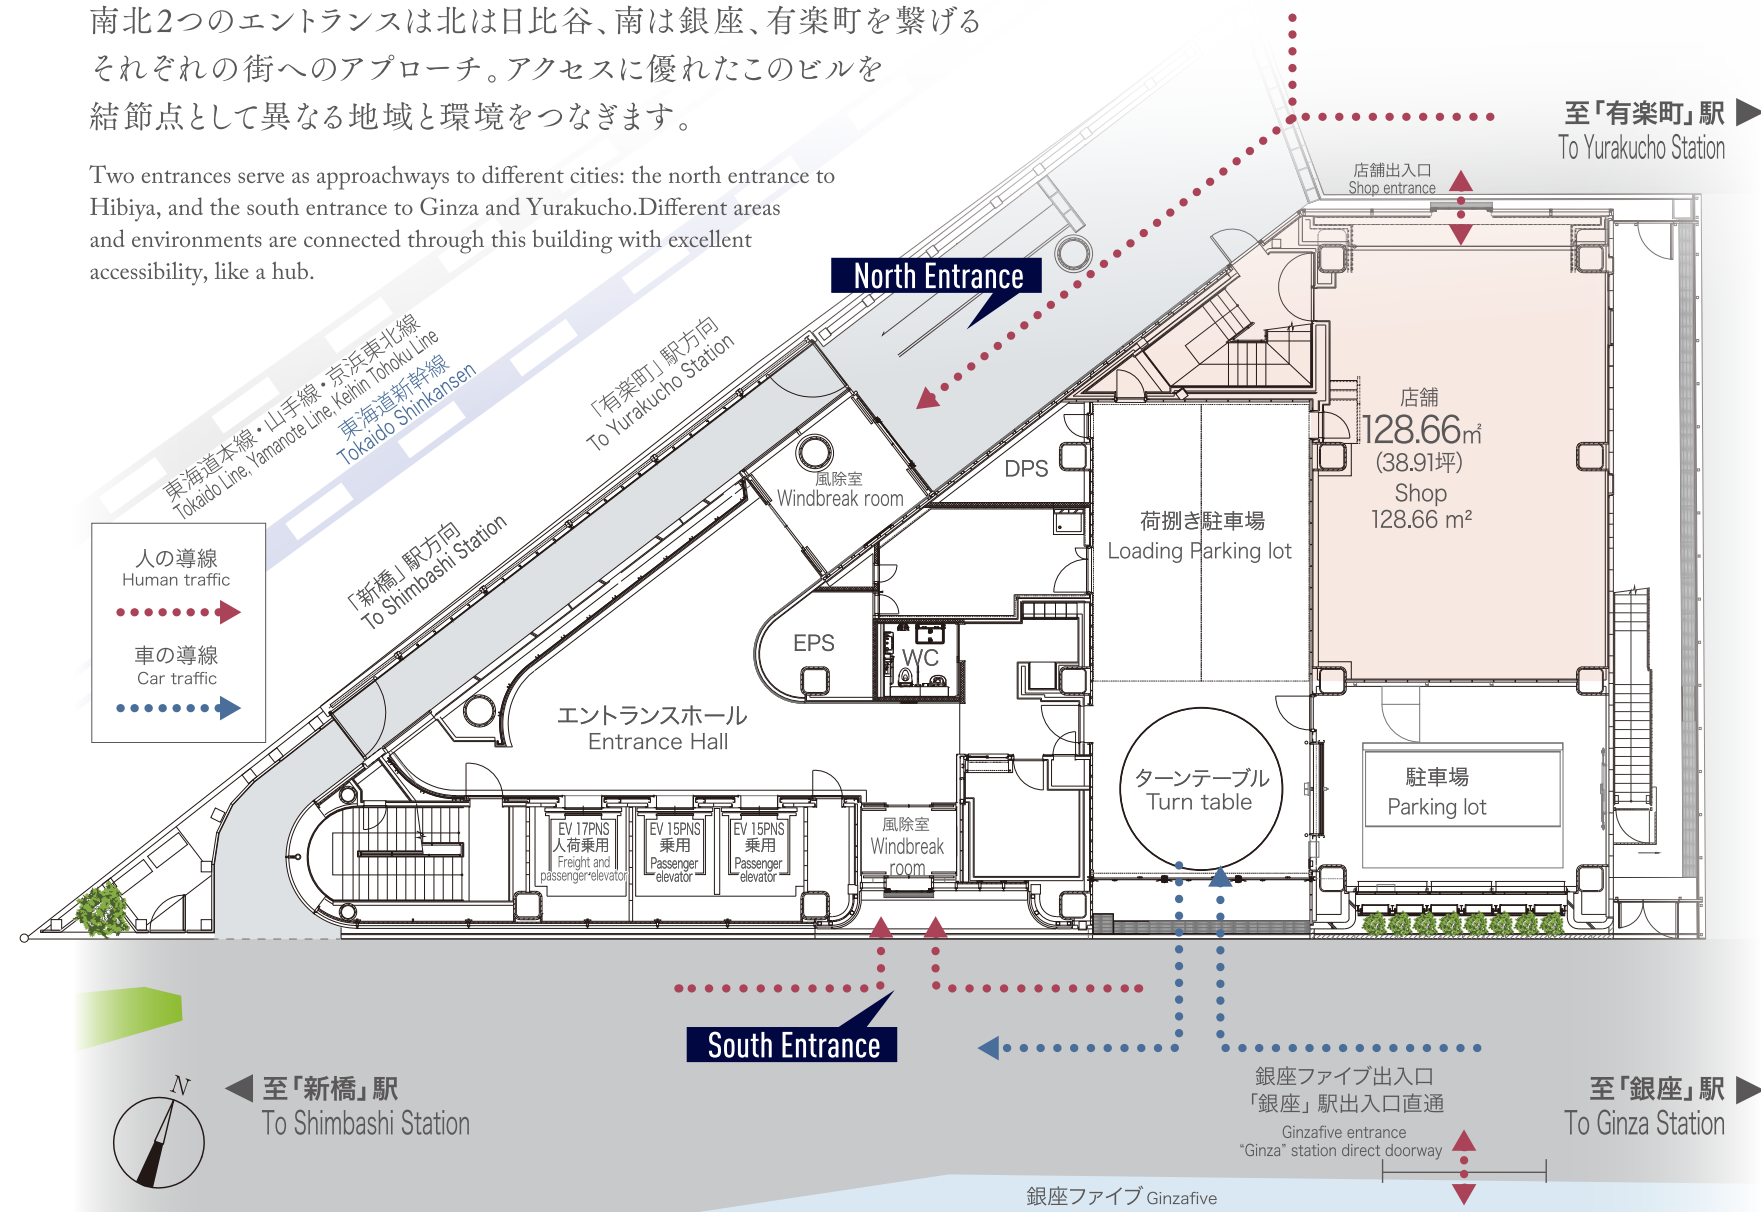 南北2つのエントランスは北は日比谷、南は銀座、有楽町を繋げる
それぞれの街へのアプローチ。アクセスに優れたこのビルを
結節点として異なる地域と環境をつなぎます。
Two entrances serve as approachways to different cities: the north entrance to
Hibiya, and the south entrance to Ginza and Yurakucho.Different areas
and environments are connected through this building with excellent
accessibility, like a hub.
至「有楽町」駅
To Yurakucho Station
店舗出入口
Shop entrance
North Entrance
東海道本線・山手線・京浜東北線
Tokaido Line, Yamanote Line, Keihin Tohoku Line
東海道新幹線
Tokaido Shinkansen
「有楽町」駅方向
To Yurakucho Station
「新橋」駅方向
To Shimbashi Station
人の導線
Human traffic
車の導線
Car traffic
風除室
Windbreak room
DPS
荷捌き駐車場
Loading Parking lot
店舗
128.66㎡
(38.91坪)
Shop
128.66 m²
EPS
WC
エントランスホール
Entrance Hall
ターンテーブル
Turn table
駐車場
Parking lot
EV 17PNS
人荷乗用
Freight and
passenger elevator
EV 15PNS
乗用
Passenger
elevator
EV 15PNS
乗用
Passenger
elevator
風除室
Windbreak
room
South Entrance
N
至「新橋」駅
To Shimbashi Station
銀座ファイブ出入口
「銀座」駅出入口直通
Ginzafive entrance
"Ginza" station direct doorway
至「銀座」駅
To Ginza Station
銀座ファイブ Ginzafive